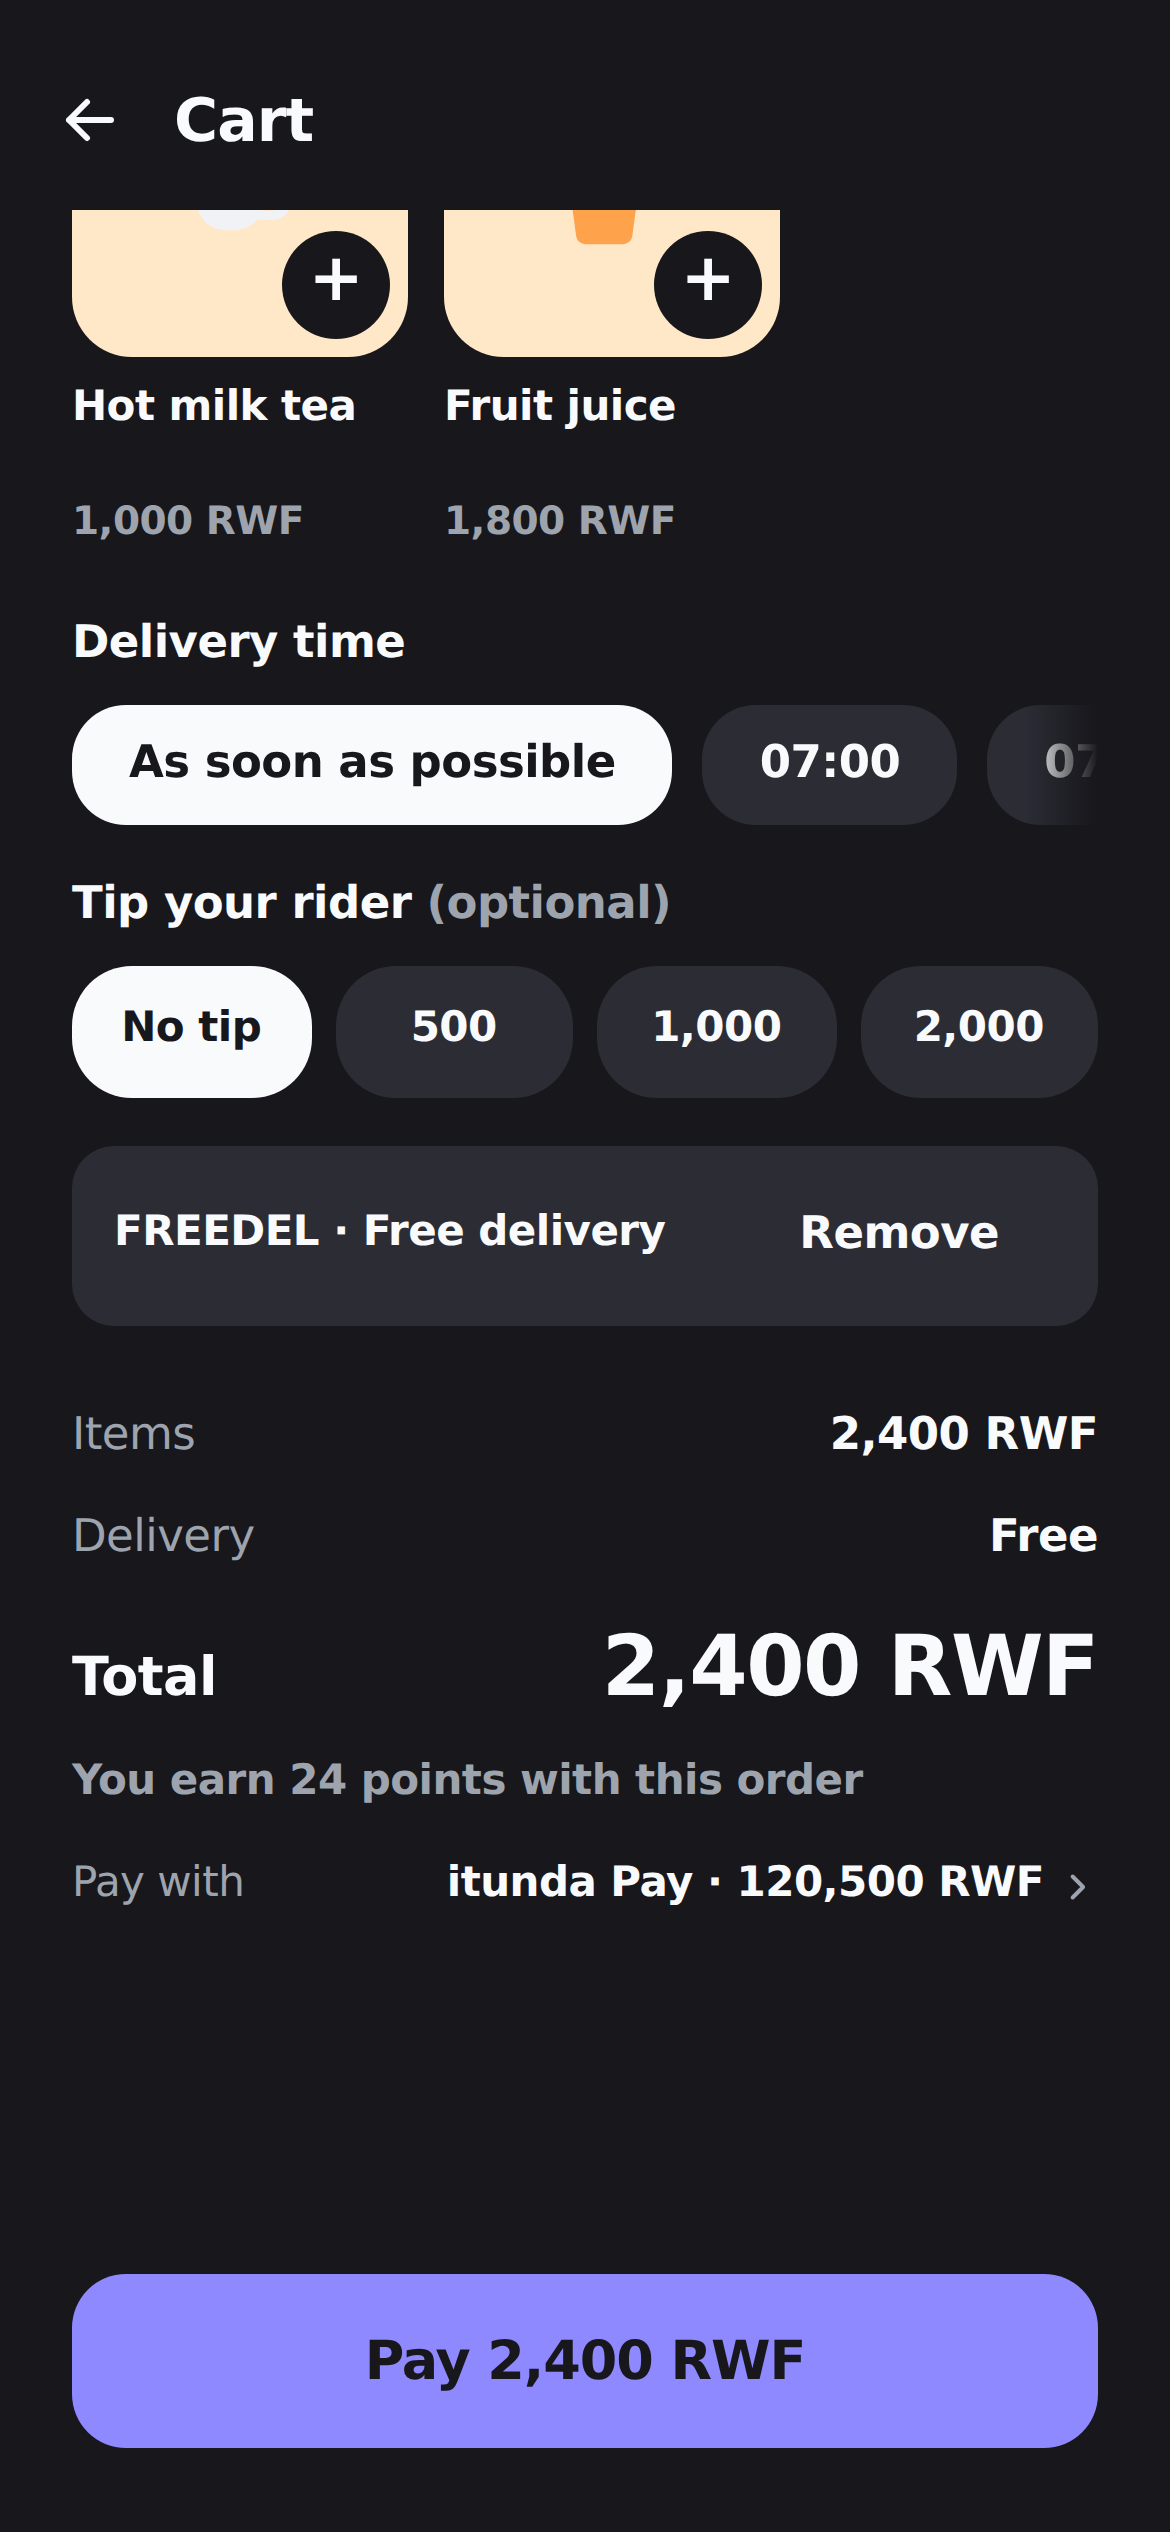 Cart
+ +
Hot milk tea Fruit juice
1,000 RWF 1,800 RWF
Delivery time
As soon as possible 07:00 07
Tip your rider (optional)
No tip 500 1,000 2,000
FREEDEL · Free delivery Remove
Items 2,400 RWF
Delivery Free
Total 2,400 RWF
You earn 24 points with this order
Pay with itunda Pay · 120,500 RWF
Pay 2,400 RWF